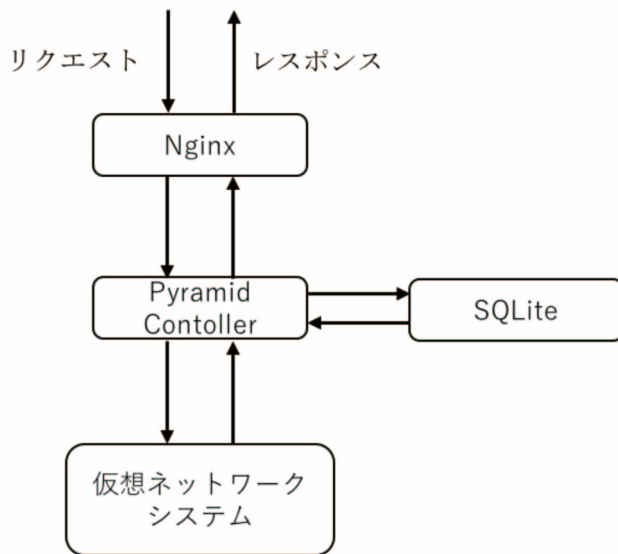 リクエスト
レスポンス
Nginx
Pyramid
Contoller
SQLite
仮想ネットワーク
システム